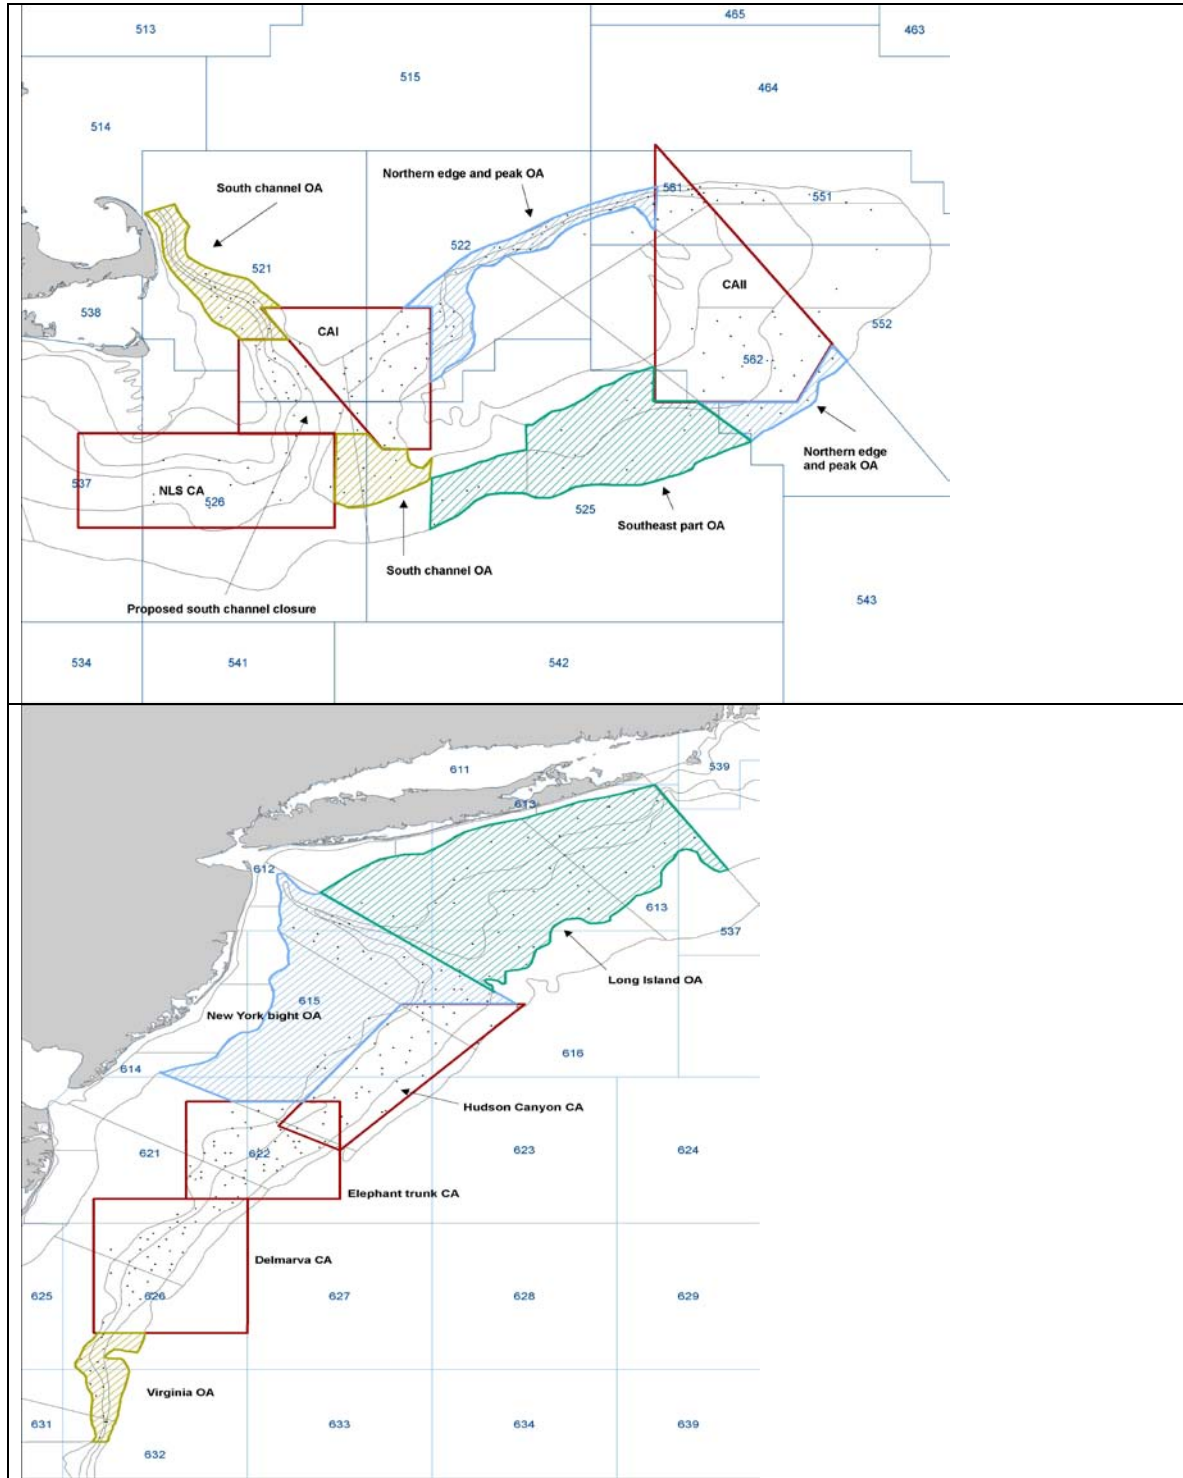 465
513
463
515
464
514
South channel OA
Northern edge and peak OA
561
551
522
521
CAII
538
CAI
552
562
Northern edge
and peak OA
537
NLS CA
526
525
Southeast part OA
South channel OA
Proposed south channel closure
543
534
541
542
611
539
613
612
613
537
Long Island OA
615
New York bight OA
616
614
Hudson Canyon CA
621
622
623
624
Elephant trunk CA
Delmarva CA
625
626
627
628
629
Virginia OA
631
633
634
639
632